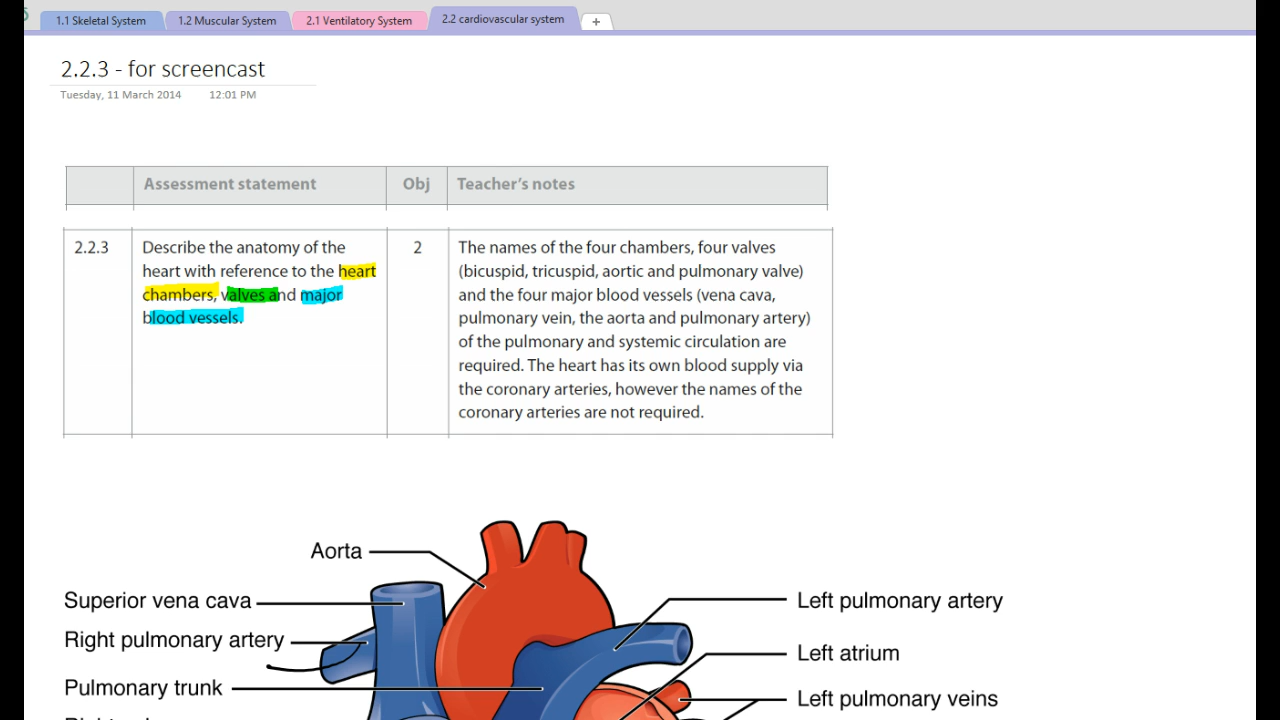 1.1 Skeletal System
1.2 Muscular System
2.1 Ventilatory System
2.2 cardiovascular system
+
2.2.3 - for screencast
Tuesday, 11 March 2014 12:01 PM
Assessment statement
Obj
Teacher's notes
2.2.3
Describe the anatomy of the
heart with reference to the heart
chambers, valves and major
blood vessels.
2
The names of the four chambers, four valves
(bicuspid, tricuspid, aortic and pulmonary valve)
and the four major blood vessels (vena cava,
pulmonary vein, the aorta and pulmonary artery)
of the pulmonary and systemic circulation are
required. The heart has its own blood supply via
the coronary arteries, however the names of the
coronary arteries are not required.
Aorta
Superior vena cava
Right pulmonary artery
Pulmonary trunk
Left pulmonary artery
Left atrium
Left pulmonary veins